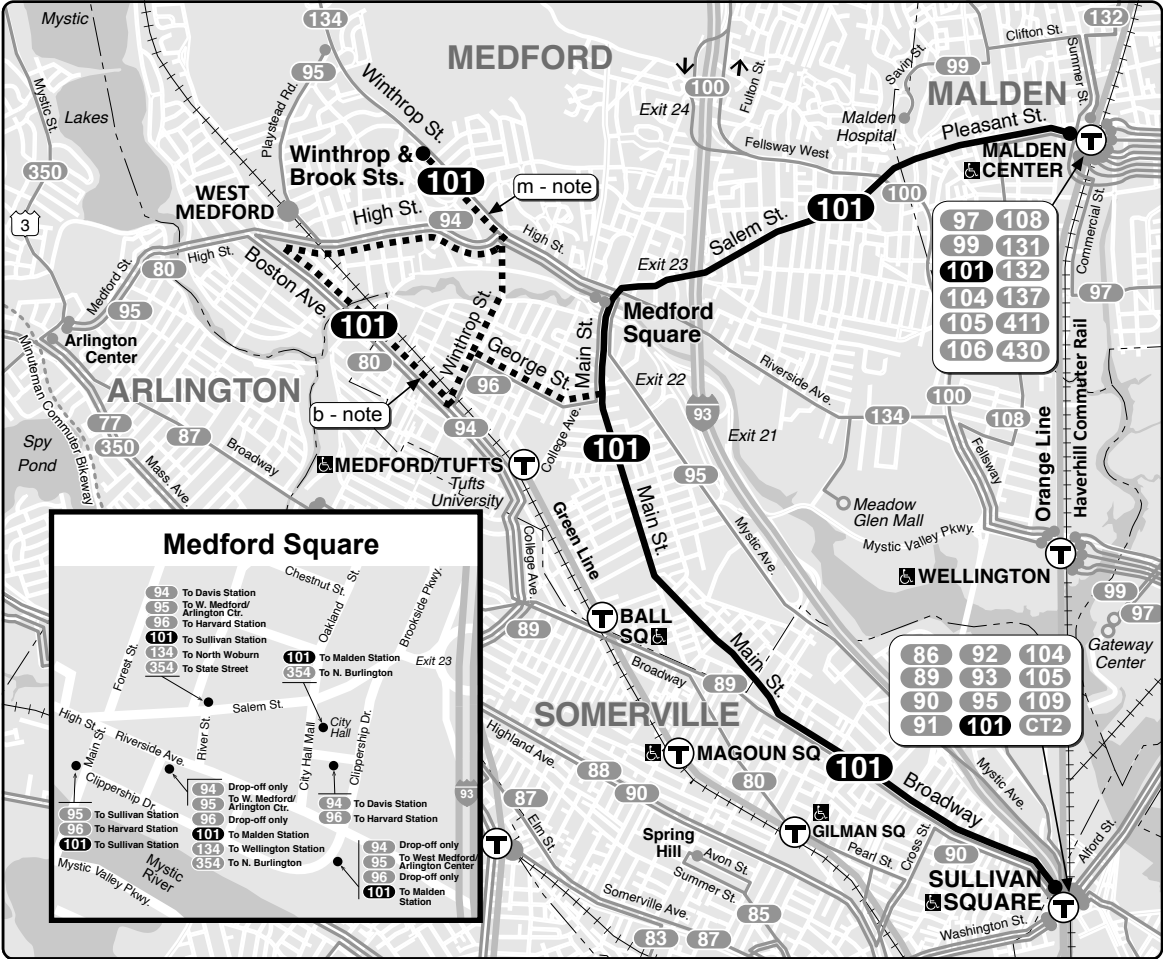 Mystic
Lakes
134
MEDFORD
132
Clifton St.
Summer St.
Savin St.
99
95
Playstead Rd.
Winthrop St.
100
Fulton St.
Exit 24
MALDEN
Malden
Hospital
Pleasant St.
Mystic St.
350
3
Winthrop &
Brook Sts.
101
m - note
Fellsway West
MALDEN
CENTER
T
WEST
MEDFORD
High St.
94
High St.
100
101
Salem St.
Exit 23
97 108
99 131
101 132
104 137
105 411
106 430
Commercial St.
97
80
High St.
Medford St.
95
Boston Ave.
101
80
Winthrop St.
Main St.
Medford
Square
Arlington
Center
Minuteman Commuter Bikeway
ARLINGTON
George St.
96
Exit 22
Riverside Ave.
Orange Line
Haverhill Commuter Rail
b - note
94
College Ave.
93
Exit 21
134
100
108
77
350
87
Broadway
Mass. Ave.
Spy
Pond
MEDFORD/TUFTS
T
Tufts
University
101
95
Fellsway
Meadow
Glen Mall
Mystic Valley Pkwy.
T
WELLINGTON
Main St.
Mystic Ave.
Green Line
College Ave.
99
97
Gateway
Center
89
T
BALL
SQ
Broadway
89
Main St.
86 92 104
89 93 105
90 95 109
91 101 CT2
SOMERVILLE
Highland Ave.
T
MAGOUN SQ
88
90
80
101
Broadway
Mystic Ave.
87
Elm St.
T
T
GILMAN SQ
Pearl St.
Cross St.
90
Alford St.
Spring
Hill
Avon St.
Summer St.
SULLIVAN
SQUARE
T
Somerville Ave.
85
83
87
Washington St.
Medford Square
Chestnut St.
Oakland St.
Brookside Pkwy.
94 To Davis Station
95 To W. Medford/
Arlington Ctr.
96 To Harvard Station
101 To Sullivan Station
134 To North Woburn
354 To State Street
101 To Malden Station
354 To N. Burlington
Exit 23
Forest St.
Salem St.
High St.
Main St.
Riverside Ave.
River St.
City Hall Mall
City
Hall
Clippership Dr.
Clippership Dr.
93
94 Drop-off only
95 To W. Medford/
Arlington Ctr.
96 Drop-off only
101 To Malden Station
134 To Wellington Station
354 To N. Burlington
94 To Davis Station
96 To Harvard Station
95 To Sullivan Station
96 To Harvard Station
101 To Sullivan Station
Mystic
River
Mystic Valley Pkwy.
94 Drop-off only
95 To West Medford/
Arlington Center
96 Drop-off only
101 To Malden
Station